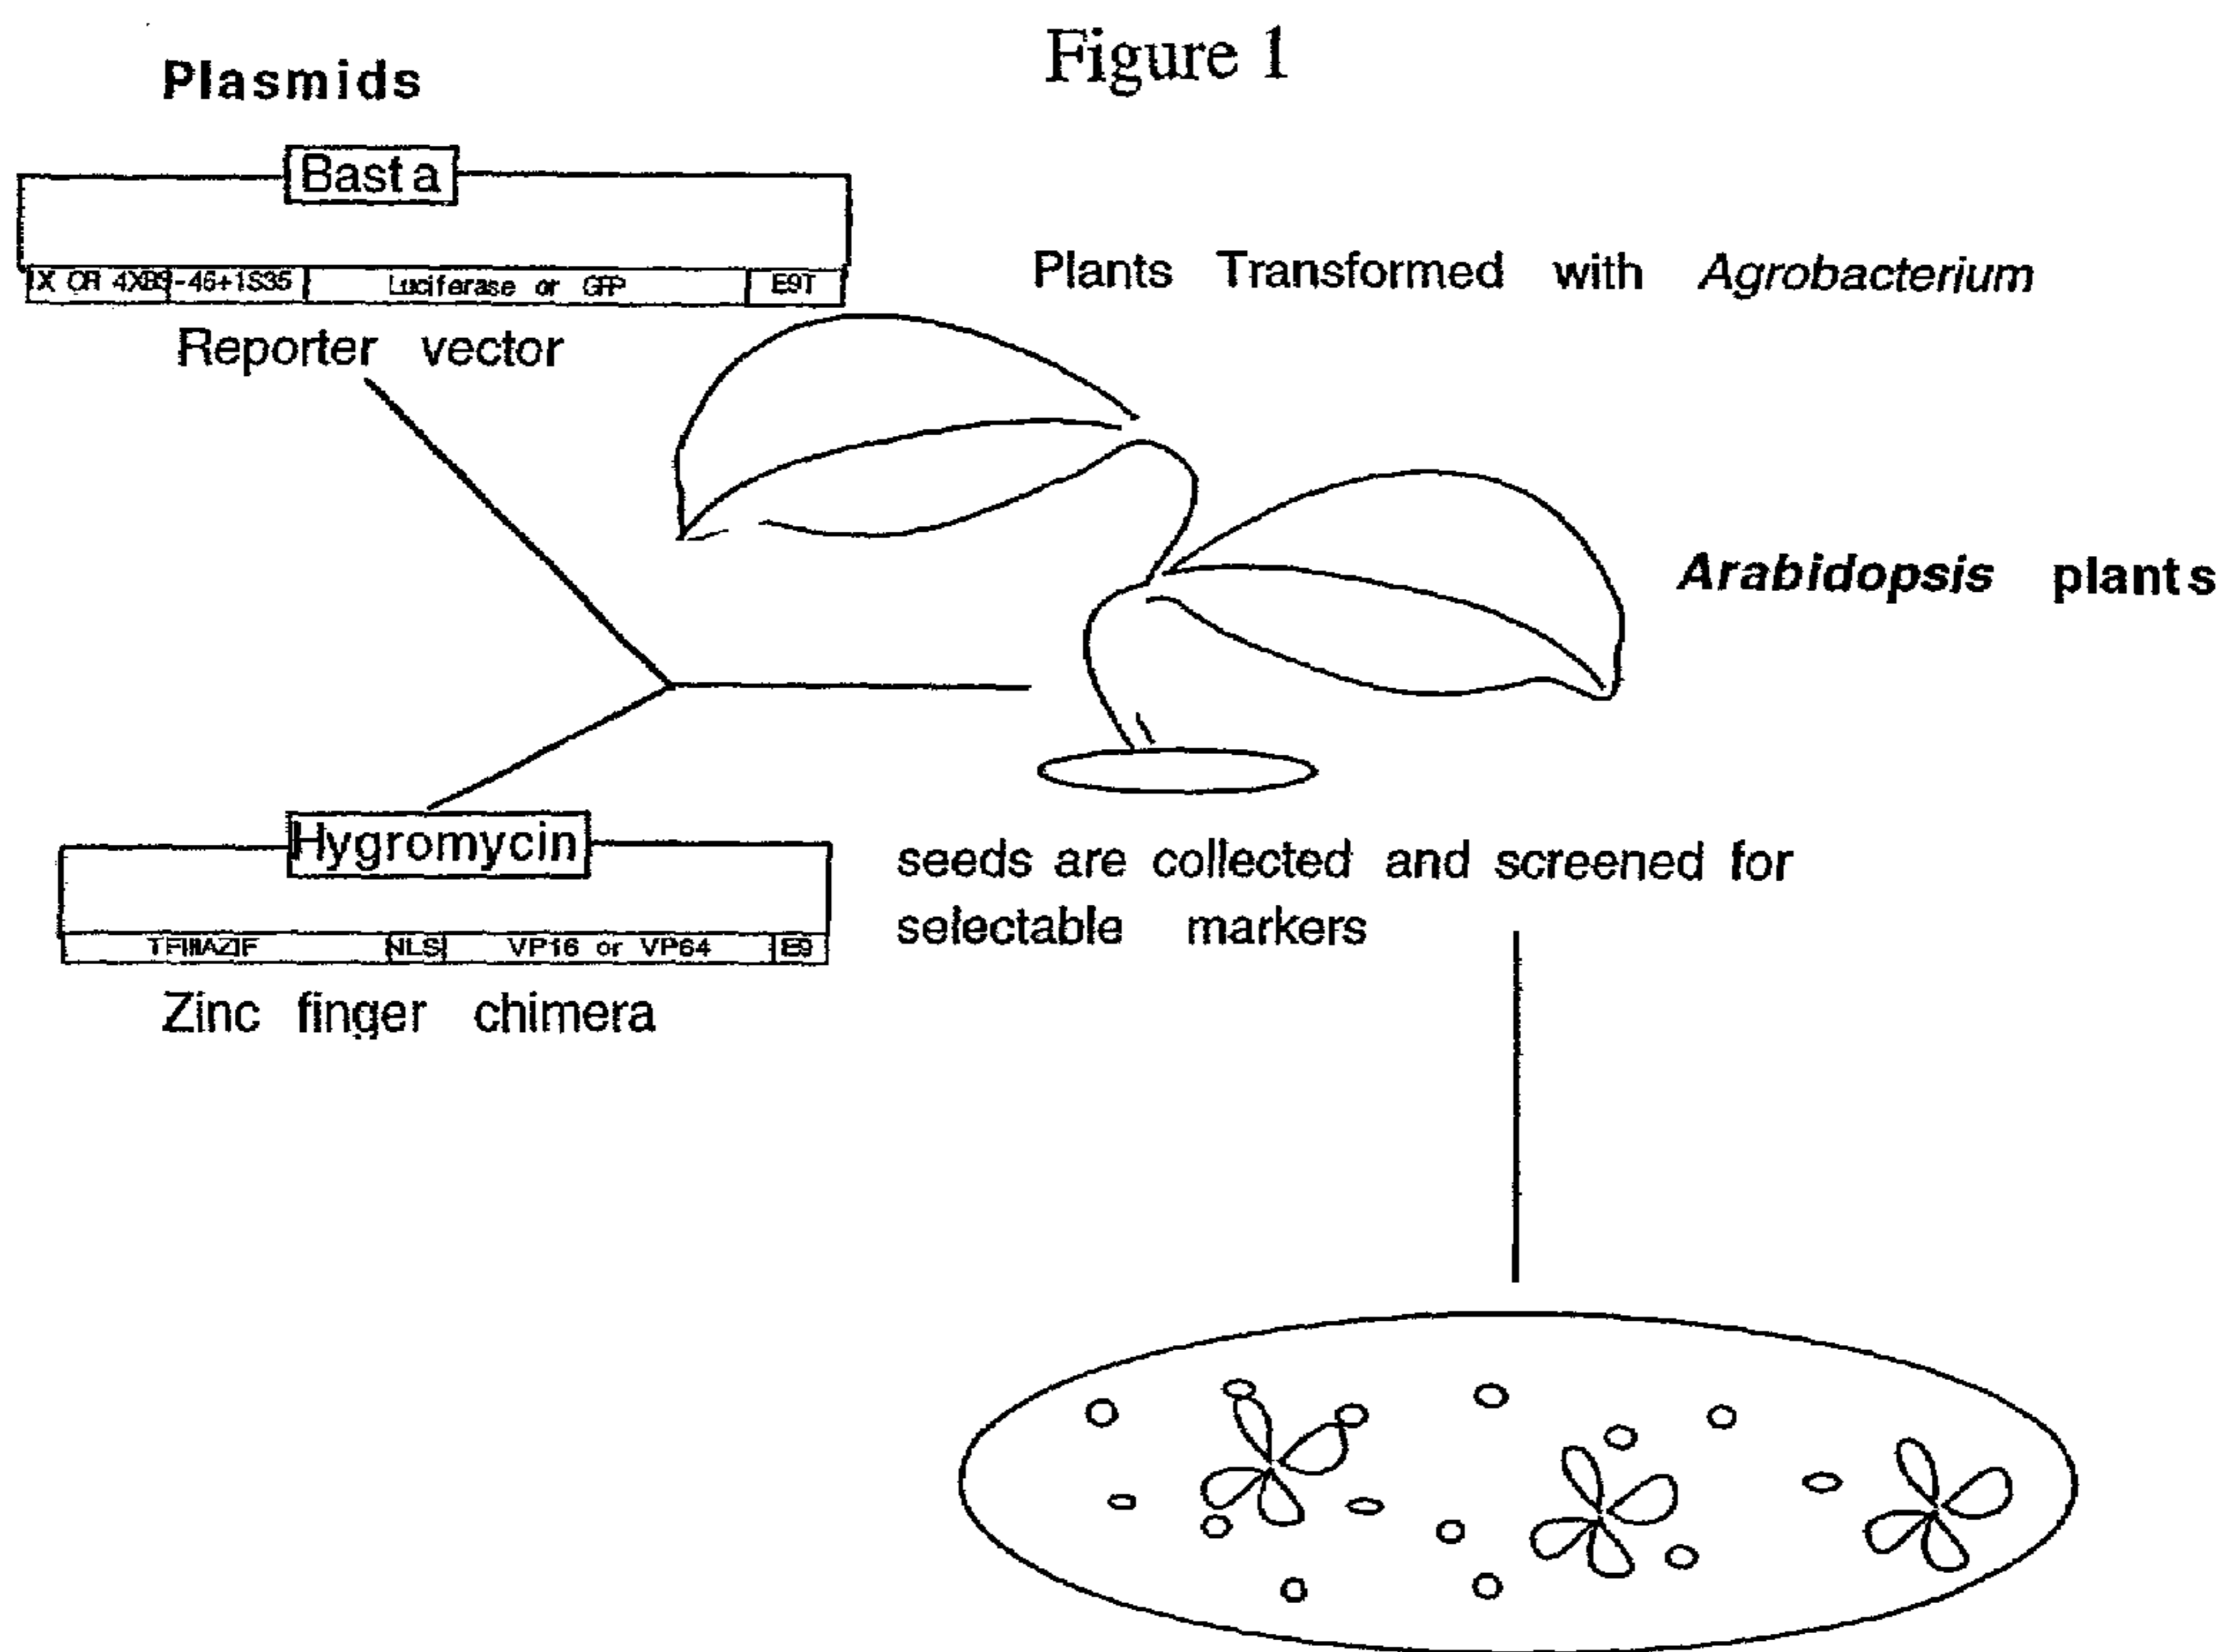 Figure 1
Plasmids
Basta
1X OR 4XBS -46+1S35 Luciferase or GFP E9T
Reporter vector
Plants Transformed with Agrobacterium
Arabidopsis plants
Hygromycin
TFIIIAZIF NLS VP16 or VP64 E9
Zinc finger chimera
seeds are collected and screened for
selectable markers